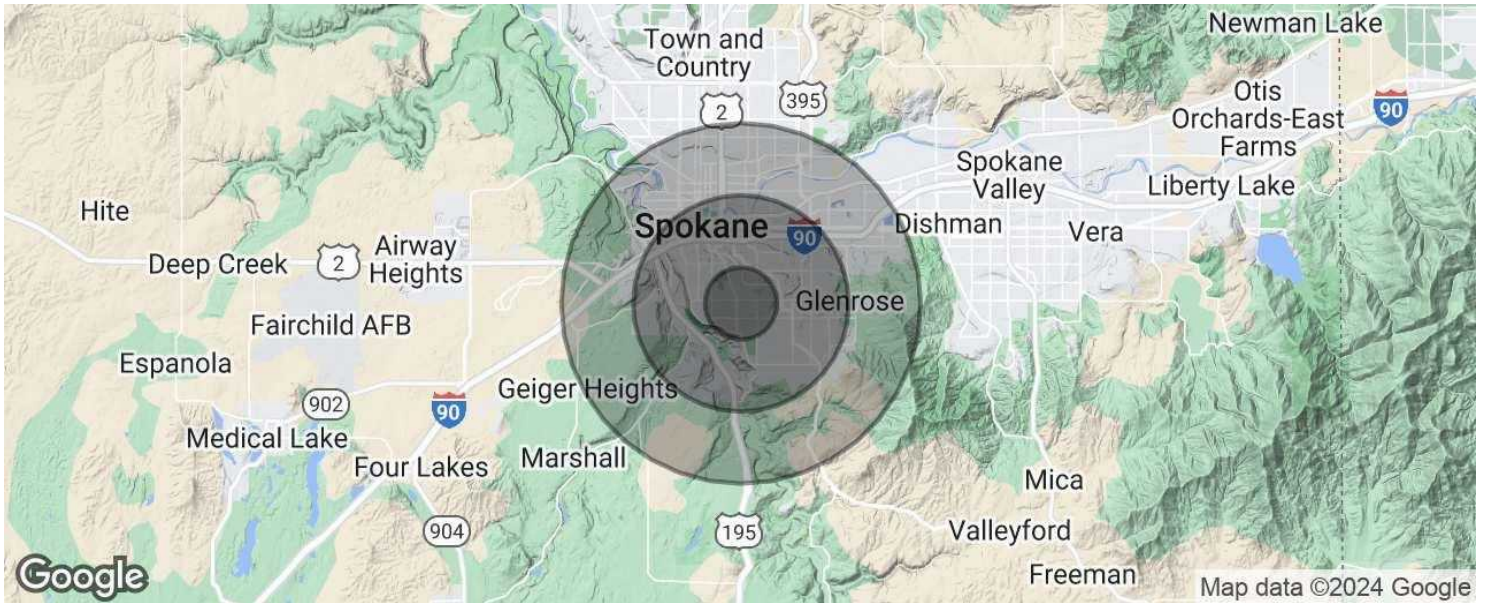 Newman Lake
Town and
Country
2
395
90
Otis
Orchards-East
Farms
Spokane
Valley
Liberty Lake
Hite
Spokane
90
Dishman
Vera
Airway
Heights
Deep Creek
2
Glenrose
Fairchild AFB
Espanola
Geiger Heights
902
90
Medical Lake
Marshall
Four Lakes
Mica
904
195
Valleyford
Freeman
Google
Map data ©2024 Google